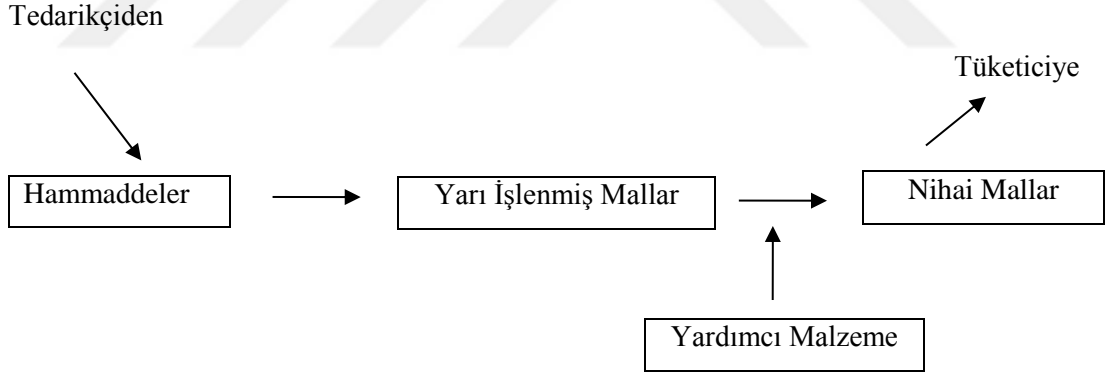 Tedarikçiden
Tüketiciye
Hammaddeler
Yarı İşlenmiş Mallar
Nihai Mallar
Yardımcı Malzeme